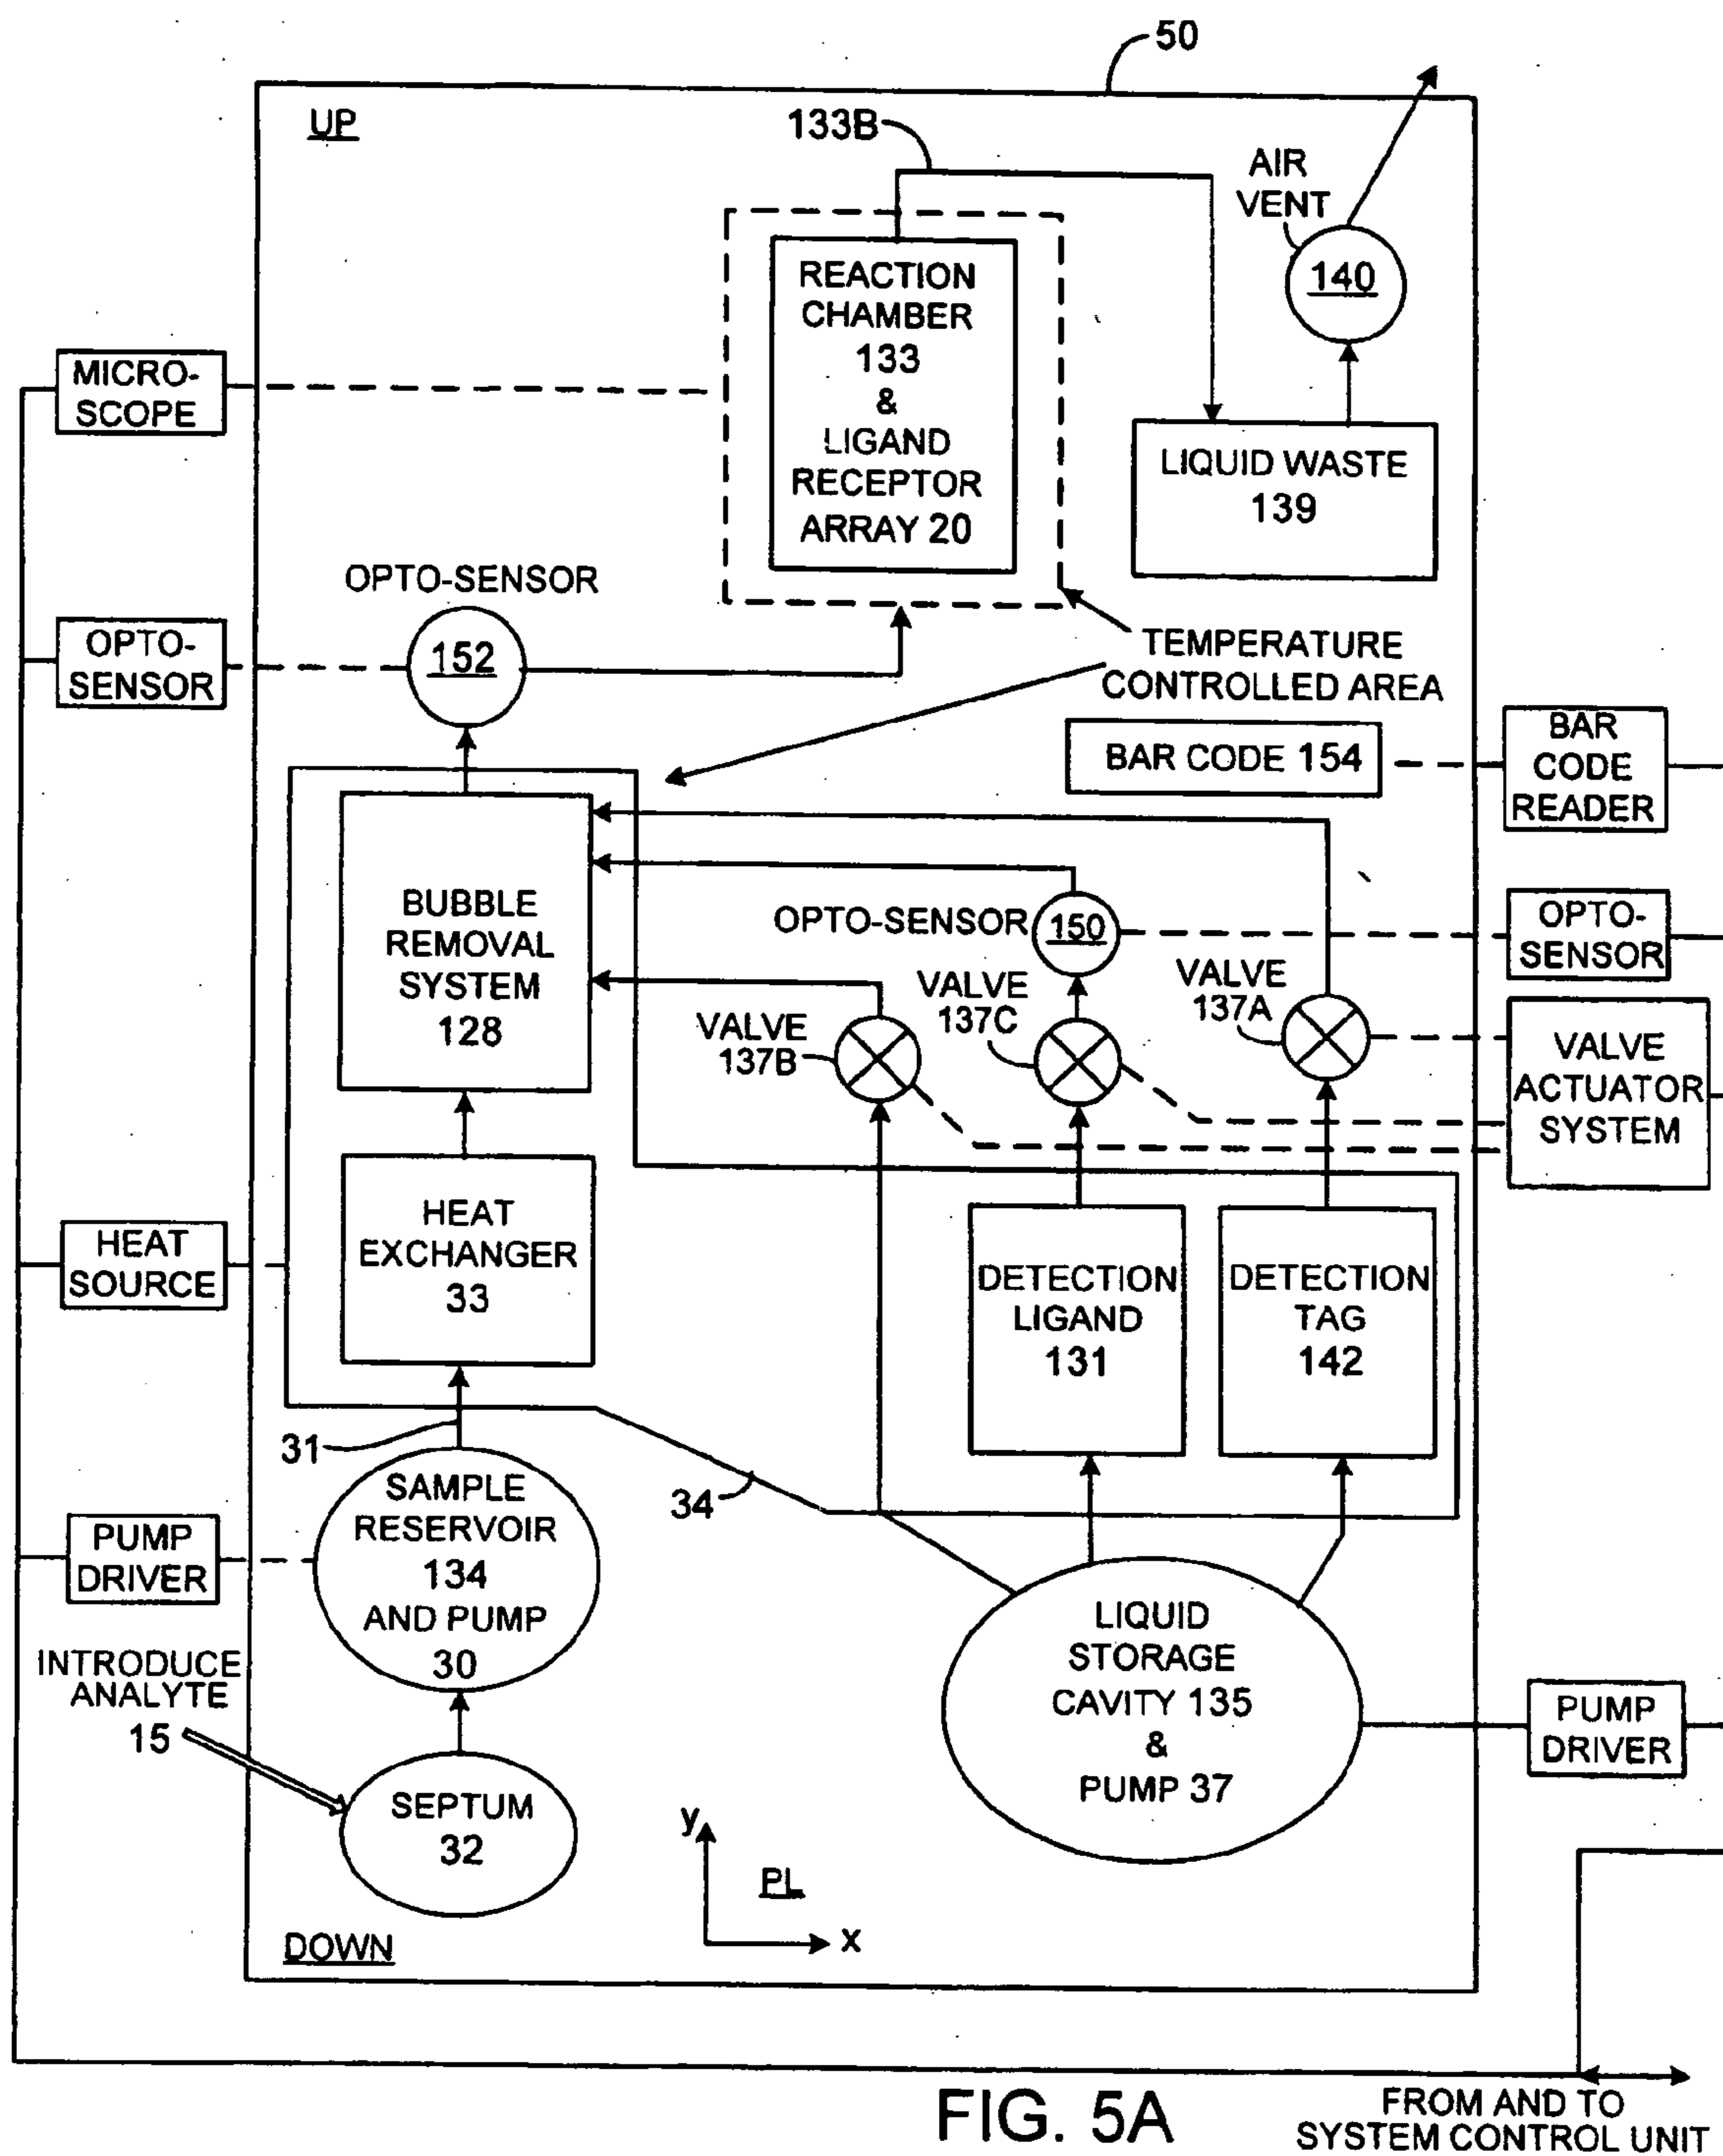 50
UP
133B
AIR
VENT
140
REACTION
CHAMBER
133
&
LIGAND
RECEPTOR
ARRAY 20
MICRO-
SCOPE
LIQUID WASTE
139
OPTO-SENSOR
152
OPTO-
SENSOR
TEMPERATURE
CONTROLLED AREA
BAR CODE 154
BAR
CODE
READER
BUBBLE
REMOVAL
SYSTEM
128
OPTO-SENSOR
150
OPTO-
SENSOR
VALVE
137B
VALVE
137C
VALVE
137A
VALVE
ACTUATOR
SYSTEM
HEAT
EXCHANGER
33
HEAT
SOURCE
DETECTION
LIGAND
131
DETECTION
TAG
142
31
34
SAMPLE
RESERVOIR
134
AND PUMP
30
PUMP
DRIVER
INTRODUCE
ANALYTE
15
SEPTUM
32
LIQUID
STORAGE
CAVITY 135
&
PUMP 37
PUMP
DRIVER
y
PL
x
DOWN
FIG. 5A
FROM AND TO
SYSTEM CONTROL UNIT